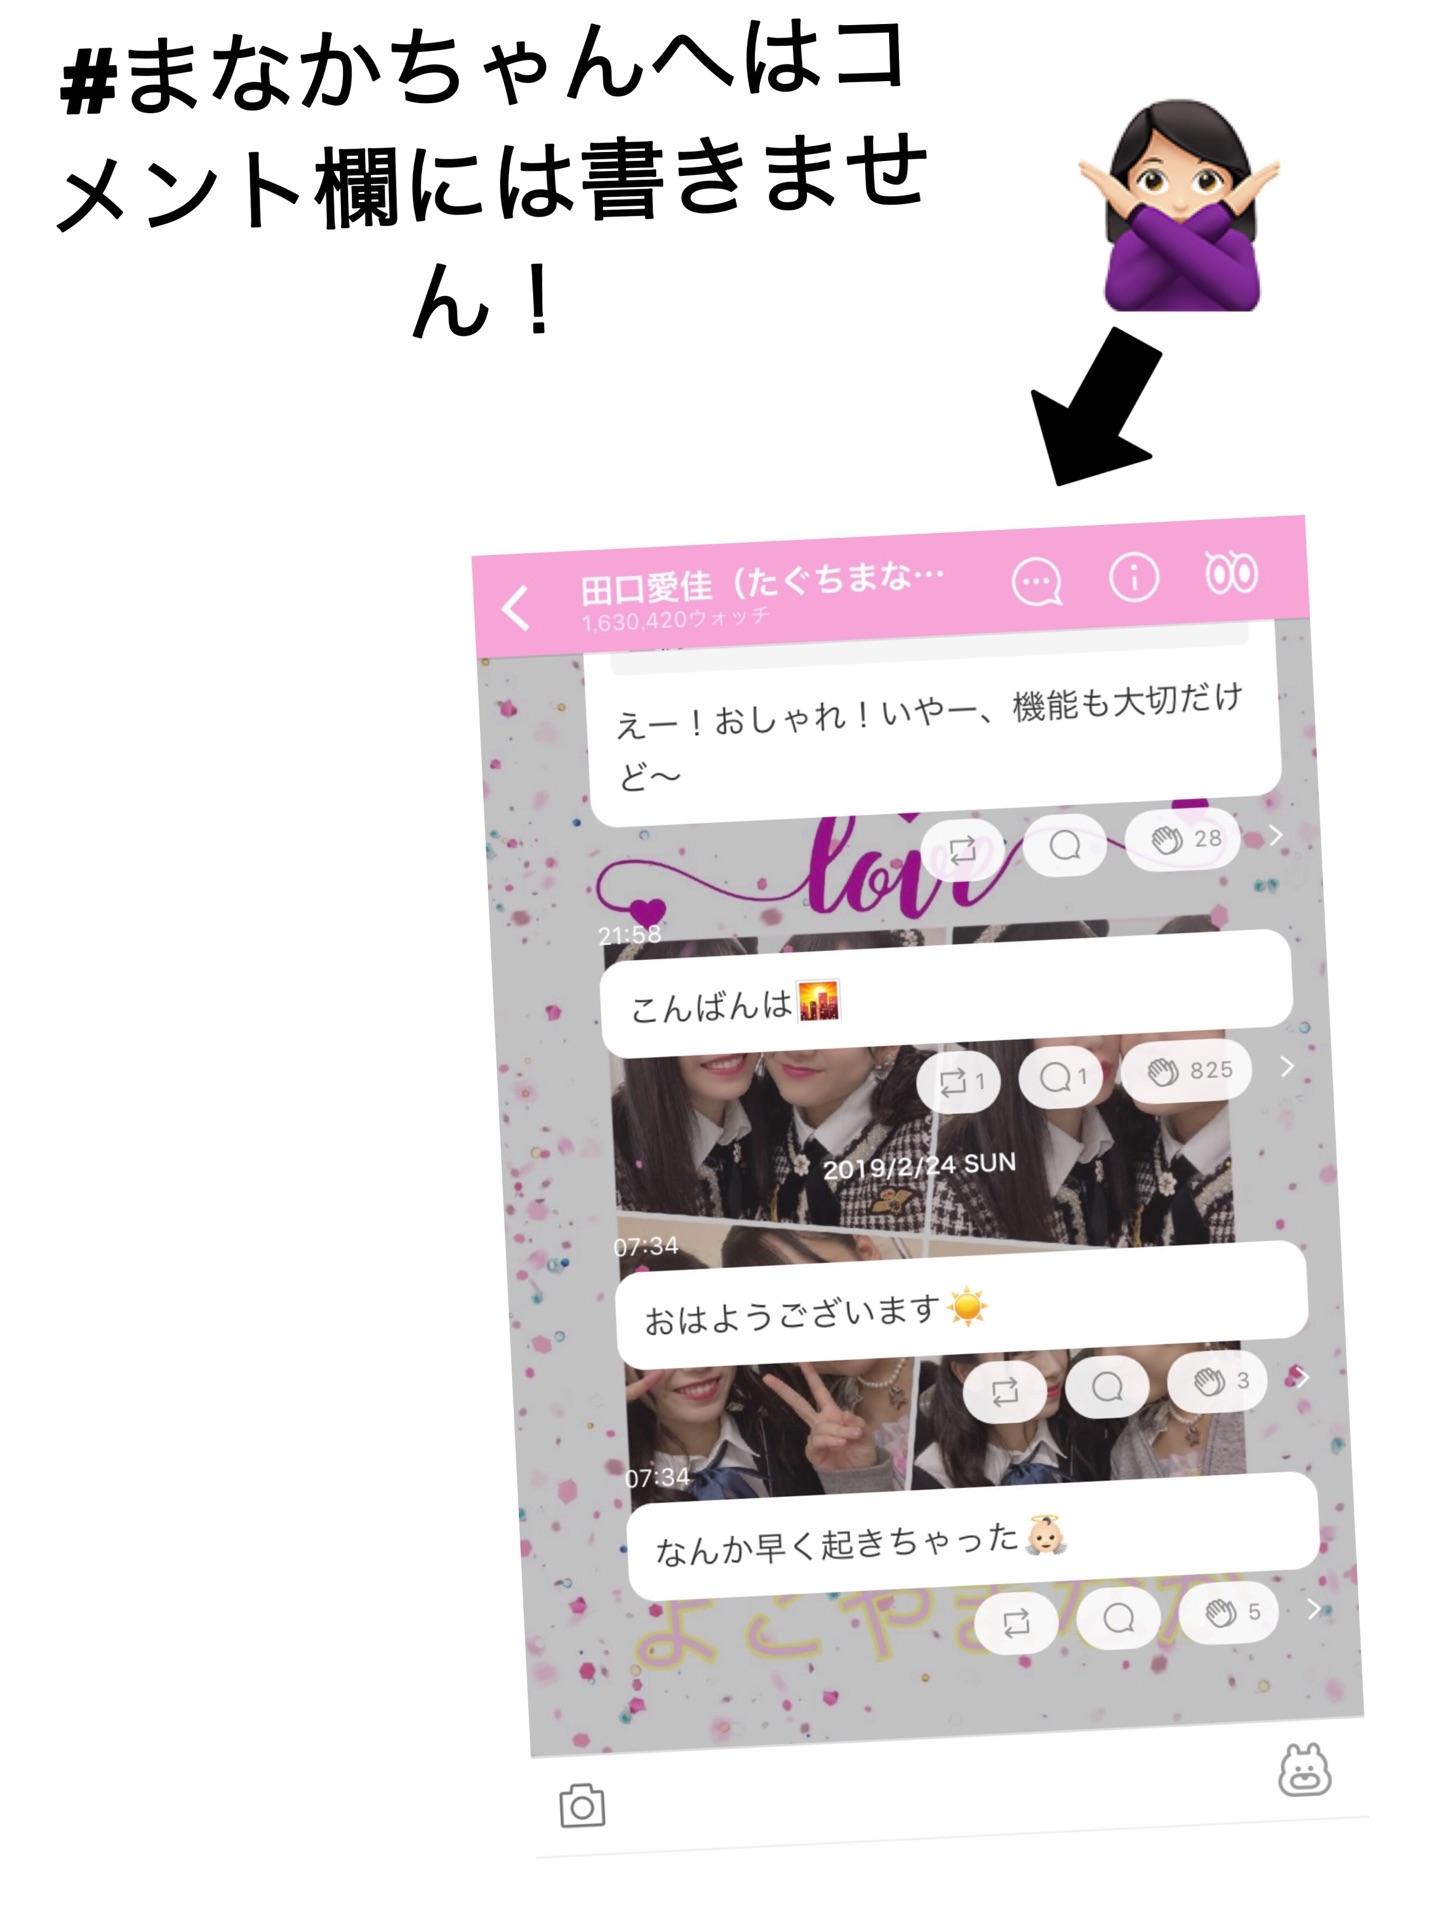 #まなかちゃんへはコ
メント欄には書きませ
ん！
田口愛佳（たぐちまな…
1,630,420ウォッチ
えー！おしゃれ！いやー、機能も大切だけ
ど〜
love
28
21:58
こんばんは🌇
1
1
825
2019/2/24 SUN
07:34
おはようございます☀️
3
07:34
なんか早く起きちゃった👼🏻
よこやまなか
5